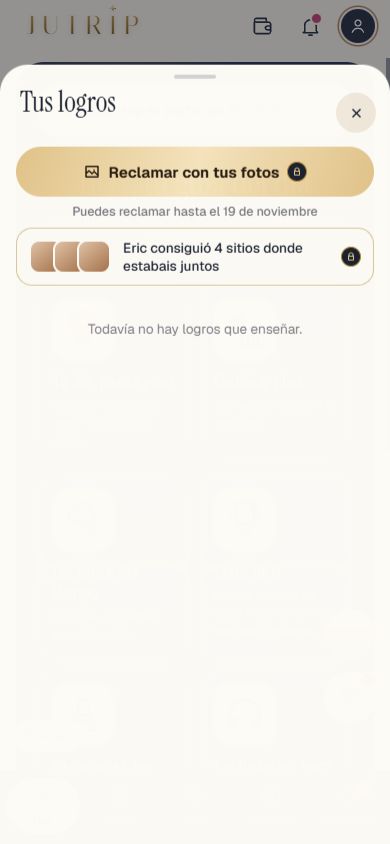 JUTRIP
Tus logros
Reclamar con tus fotos
Puedes reclamar hasta el 19 de noviembre
Eric consiguió 4 sitios donde
estabais juntos
Todavía no hay logros que enseñar.